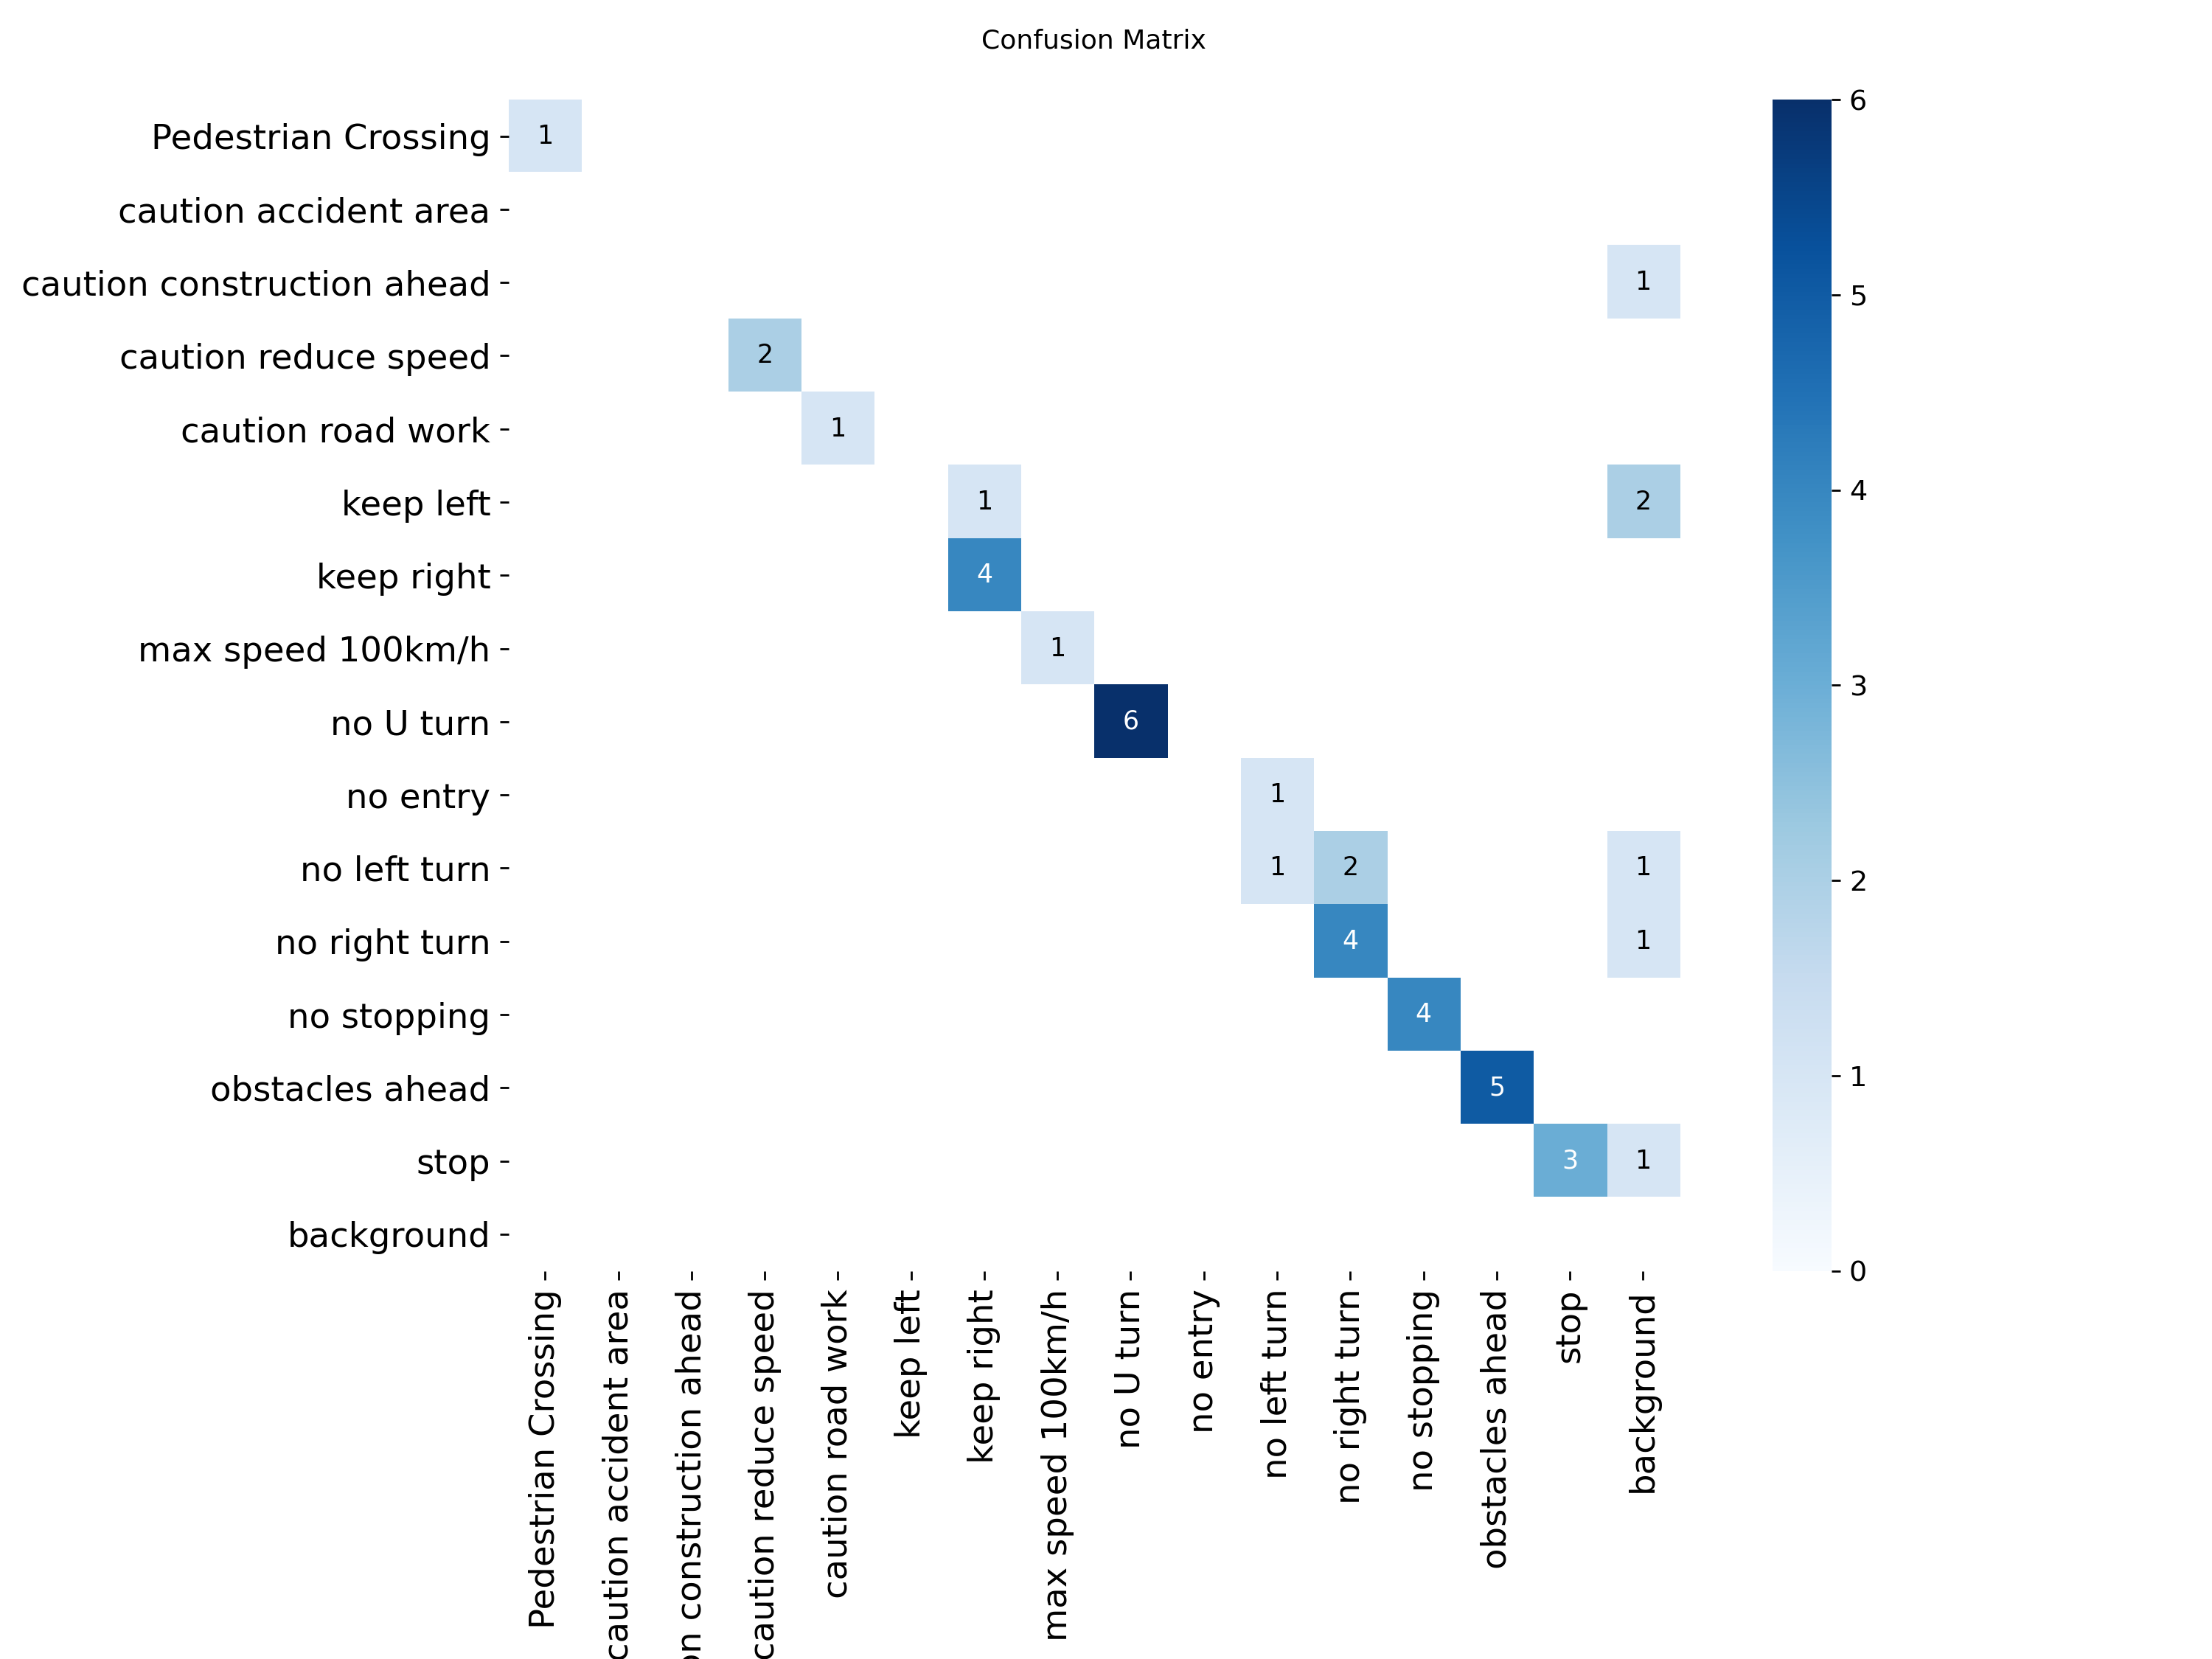 Confusion Matrix
Pedestrian Crossing 1
caution accident area
caution construction ahead 1
caution reduce speed 2
caution road work 1
keep left 1 2
keep right 4
max speed 100km/h 1
no U turn 6
no entry 1
no left turn 1 2 1
no right turn 4 1
no stopping 4
obstacles ahead 5
stop 3 1
background
Pedestrian Crossing
caution accident area
on construction ahead
caution reduce speed
caution road work
keep left
keep right
max speed 100km/h
no U turn
no entry
no left turn
no right turn
no stopping
obstacles ahead
stop
background
6
5
4
3
2
1
0